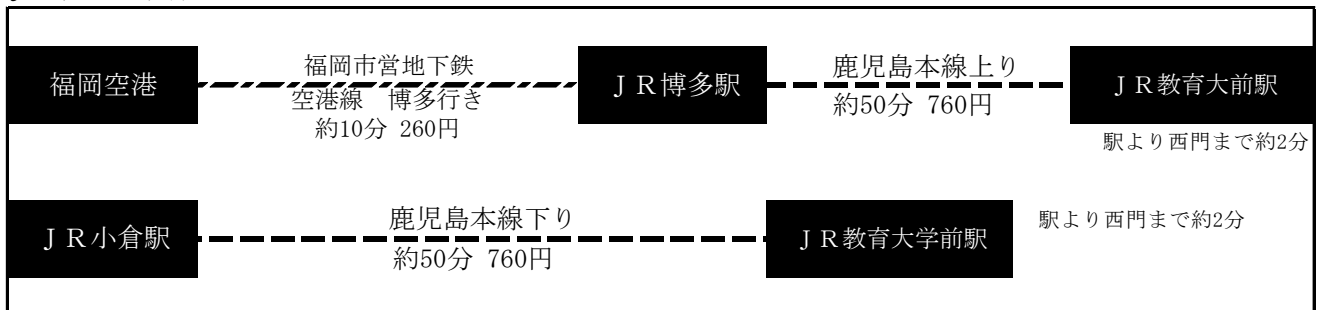 福岡空港
福岡市営地下鉄
空港線 博多行き
約10分 260円
ＪＲ博多駅
鹿児島本線上り
約50分 760円
ＪＲ教育大前駅
駅より西門まで約2分
ＪＲ小倉駅
鹿児島本線下り
約50分 760円
ＪＲ教育大学前駅
駅より西門まで約2分